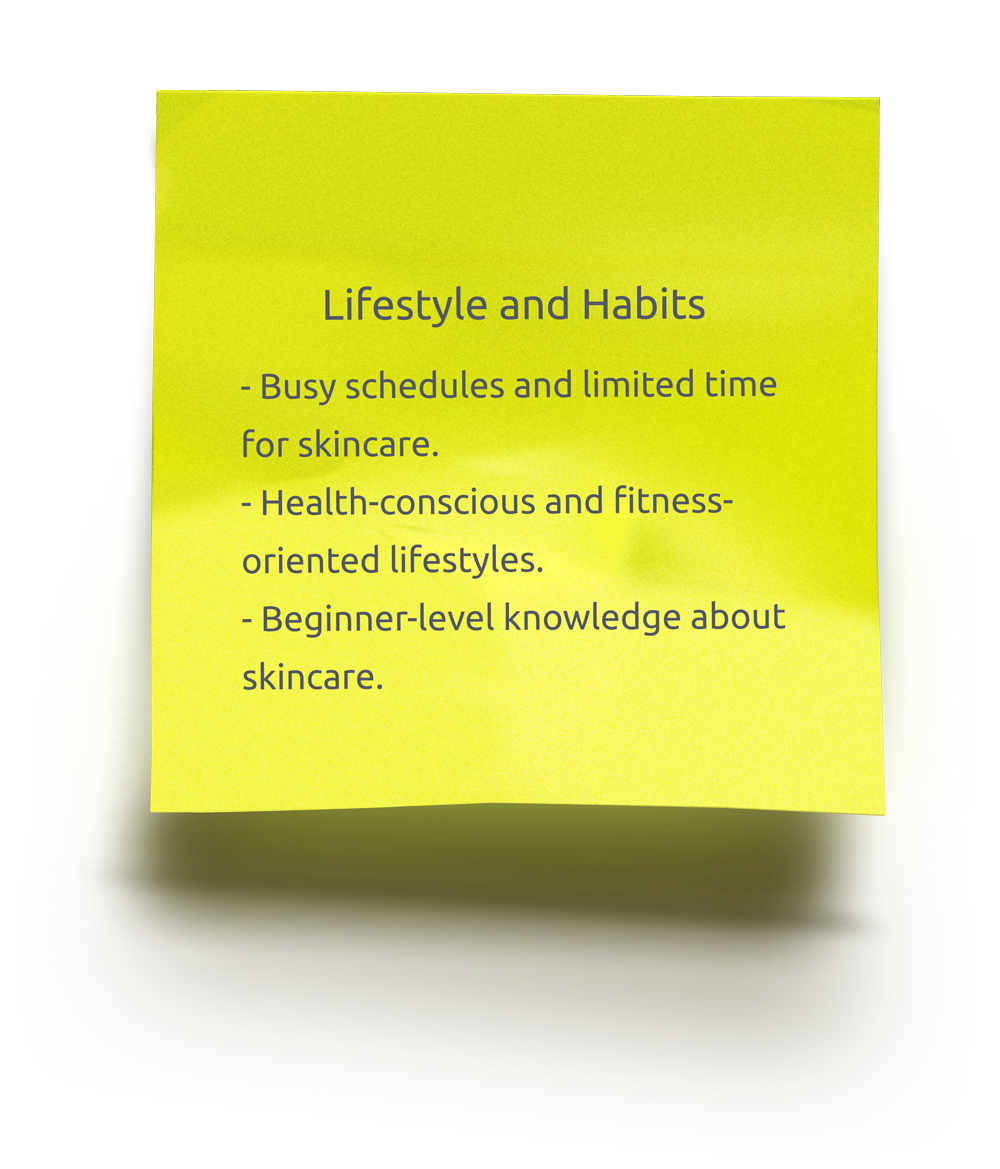 Lifestyle and Habits
- Busy schedules and limited time
for skincare.
- Health-conscious and fitness-
oriented lifestyles.
- Beginner-level knowledge about
skincare.